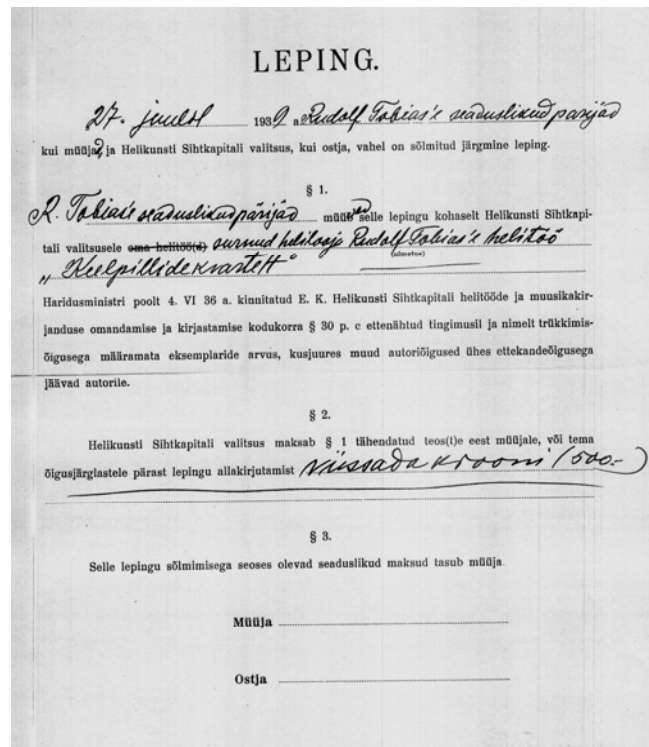 LEPING.
27. juulil 1939 a Rudolf Tobias'e seaduslikud pärijad
kui müüjad, ja Helikunsti Sihtkapitali valitsus, kui ostja, vahel on sõlmitud järgmine leping.
§ 1.
R. Tobias'e seaduslikud pärijad müüvad selle lepingu kohaselt Helikunsti Sihtkapi-
tali valitsusele oma helitöö(d) surnud helilooja Rudolf Tobias'e helitöö
(nimetus)
„Keelpillidekvartett"
Haridusministri poolt 4. VI 36 a. kinnitatud E. K. Helikunsti Sihtkapitali helitööde ja muusikakir-
janduse omandamise ja kirjastamise kodukorra § 30 p. c ettenähtud tingimusil ja nimelt trükkimis-
õigusega määramata eksemplaride arvus, kusjuures muud autoriõigused ühes ettekandeõigusega
jäävad autorile.
§ 2.
Helikunsti Sihtkapitali valitsus maksab § 1 tähendatud teos(t)e eest müüjale, või tema
õigusjärglastele pärast lepingu allakirjutamist viissada krooni (500.-)
§ 3.
Selle lepingu sõlmimisega seoses olevad seaduslikud maksud tasub müüja.
Müüja
Ostja